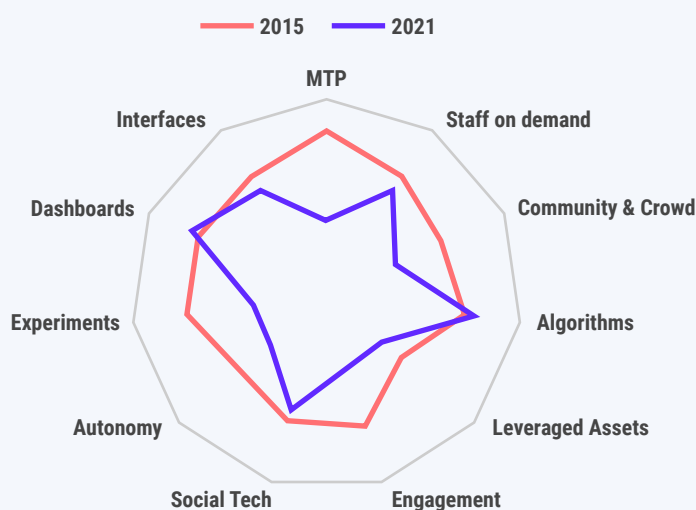 2015 2021
MTP
Interfaces Staff on demand
Dashboards Community & Crowd
Experiments Algorithms
Autonomy Leveraged Assets
Social Tech Engagement